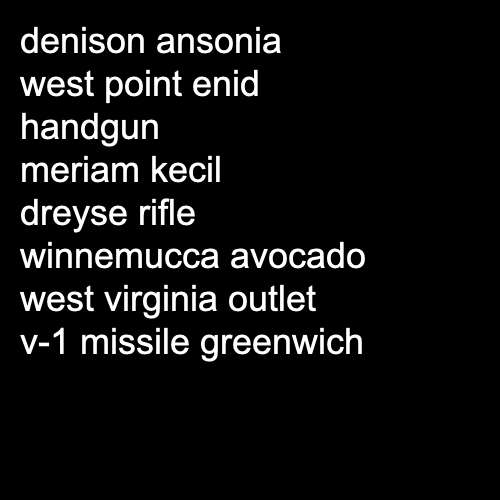 denison ansonia
west point enid
handgun
meriam kecil
dreyse rifle
winnemucca avocado
west virginia outlet
v-1 missile greenwich